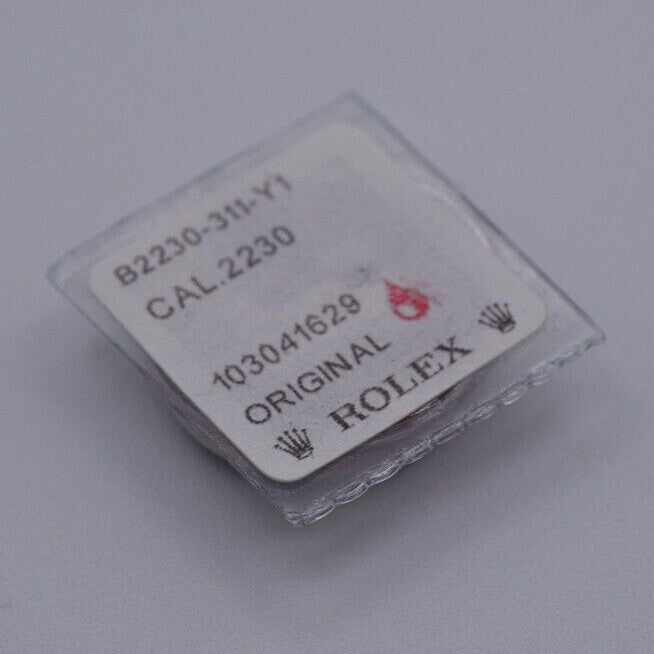 B2230-311-Y1
CAL.2230
103041629
ORIGINAL
ROLEX